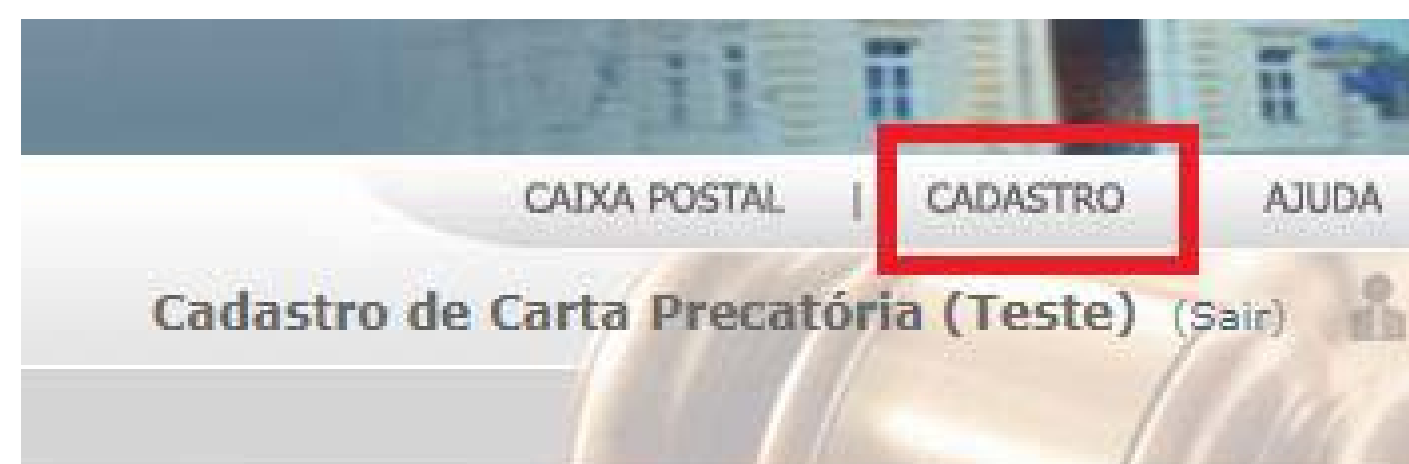 CAIXA POSTAL | CADASTRO AJUDA
Cadastro de Carta Precatória (Teste) (Sair)